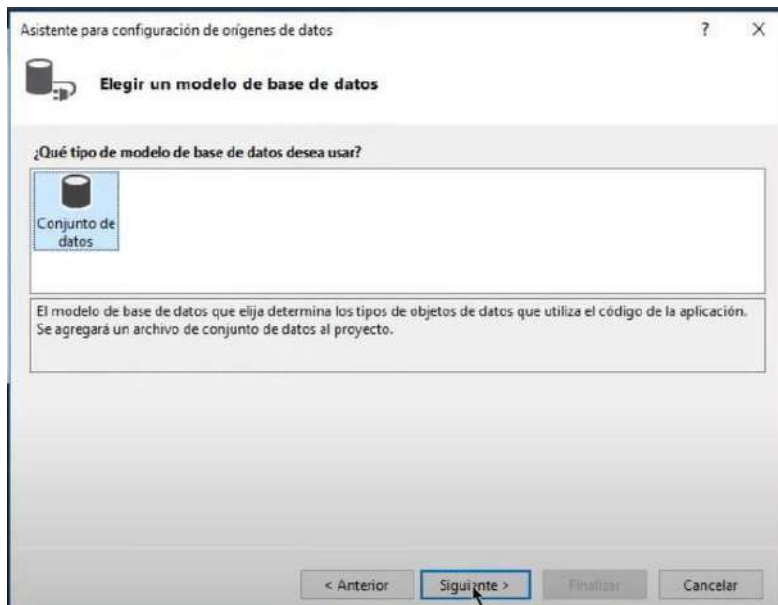 Asistente para configuración de orígenes de datos ? X
Elegir un modelo de base de datos
¿Qué tipo de modelo de base de datos desea usar?
Conjunto de
datos
El modelo de base de datos que elija determina los tipos de objetos de datos que utiliza el código de la aplicación.
Se agregará un archivo de conjunto de datos al proyecto.
< Anterior Siguiente > Finalizar Cancelar